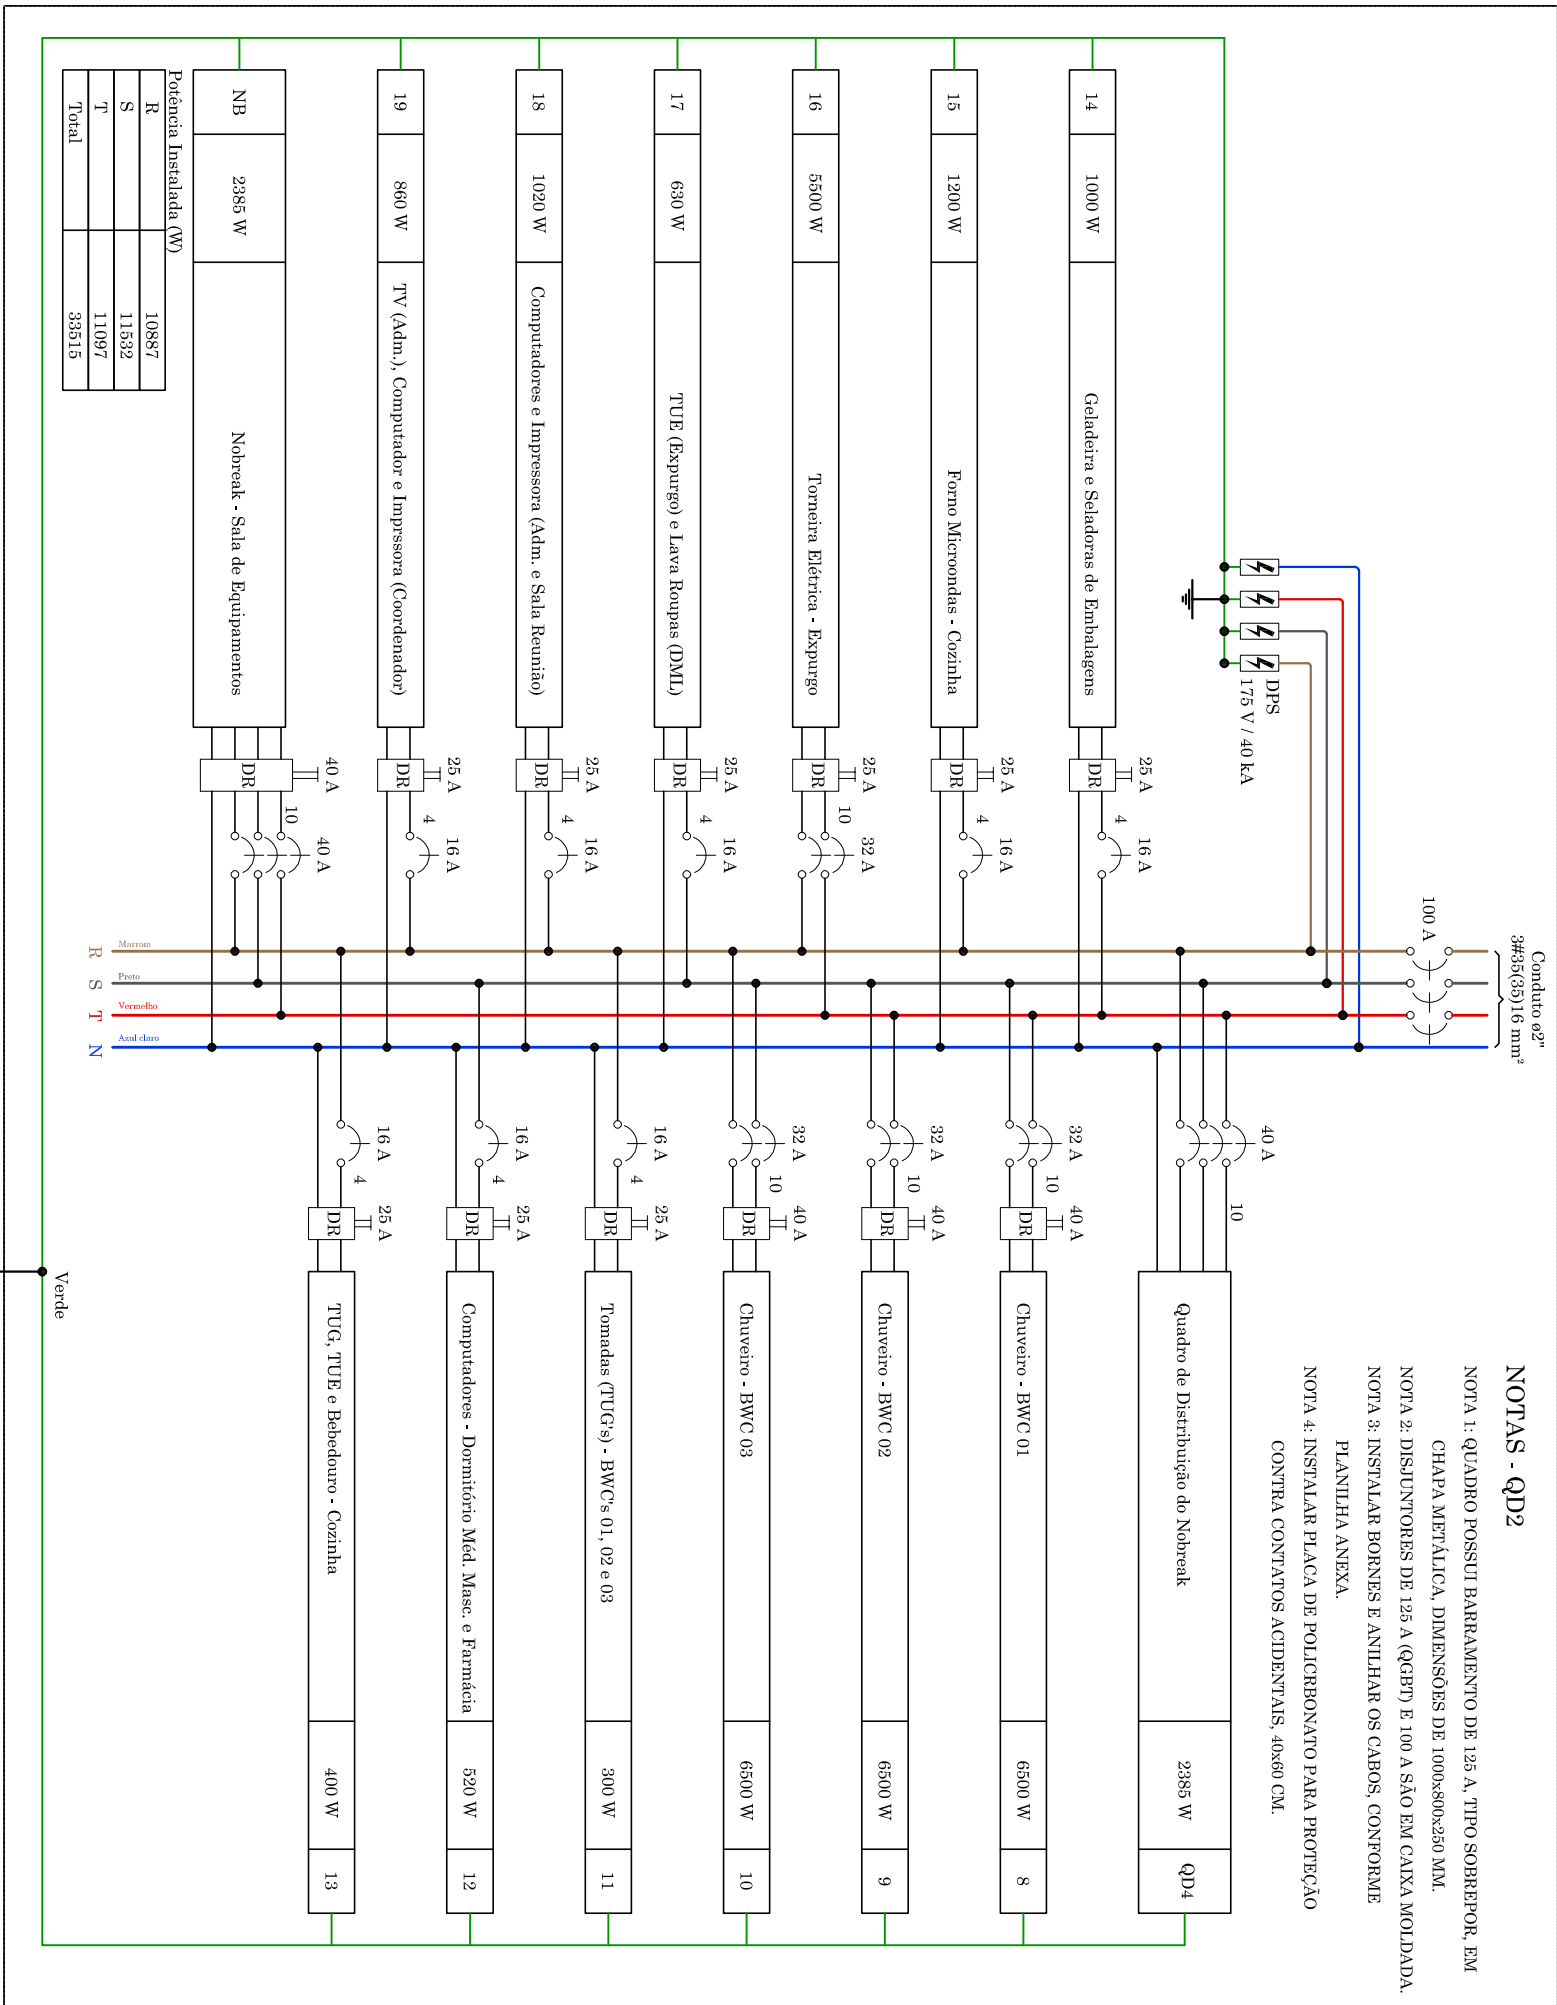 NOTAS - QD2
NOTA 1: QUADRO POSSUI BARRAMENTO DE 125 A, TIPO SOBREPOR, EM
CHAPA METÁLICA, DIMENSÕES DE 1000x800x250 MM.
NOTA 2: DISJUNTORES DE 125 A (QGBT) E 100 A SÃO EM CAIXA MOLDADA.
NOTA 3: INSTALAR BORNES E ANILHAR OS CABOS, CONFORME
PLANILHA ANEXA.
NOTA 4: INSTALAR PLACA DE POLICRBONATO PARA PROTEÇÃO
CONTRA CONTATOS ACIDENTAIS, 40x60 CM.
Conduto ø2"
3#35(35)16 mm²
100 A
DPS
175 V / 40 kA
14
1000 W
Geladeira e Seladoras de Embalagens
25 A
DR
4
16 A
15
1200 W
Forno Microondas - Cozinha
25 A
DR
4
16 A
16
5500 W
Torneira Elétrica - Expurgo
25 A
DR
10
32 A
17
630 W
TUE (Expurgo) e Lava Roupas (DML)
25 A
DR
4
16 A
18
1020 W
Computadores e Impressora (Adm. e Sala Reunião)
25 A
DR
4
16 A
19
860 W
TV (Adm.), Computador e Imprssora (Coordenador)
25 A
DR
4
16 A
NB
2385 W
Nobreak - Sala de Equipamentos
40 A
DR
10
40 A
40 A
10
Quadro de Distribuição do Nobreak
2385 W
QD4
32 A
10
40 A
DR
Chuveiro - BWC 01
6500 W
8
32 A
10
40 A
DR
Chuveiro - BWC 02
6500 W
9
32 A
10
40 A
DR
Chuveiro - BWC 03
6500 W
10
16 A
4
25 A
DR
Tomadas (TUG's) - BWC's 01, 02 e 03
300 W
11
16 A
4
25 A
DR
Computadores - Dormitório Méd. Masc. e Farmácia
520 W
12
16 A
4
25 A
DR
TUG, TUE e Bebedouro - Cozinha
400 W
13
R Marrom
S Preto
T Vermelho
N Azul claro
Potência Instalada (W)
R 10887
S 11532
T 11097
Total 33515
Verde